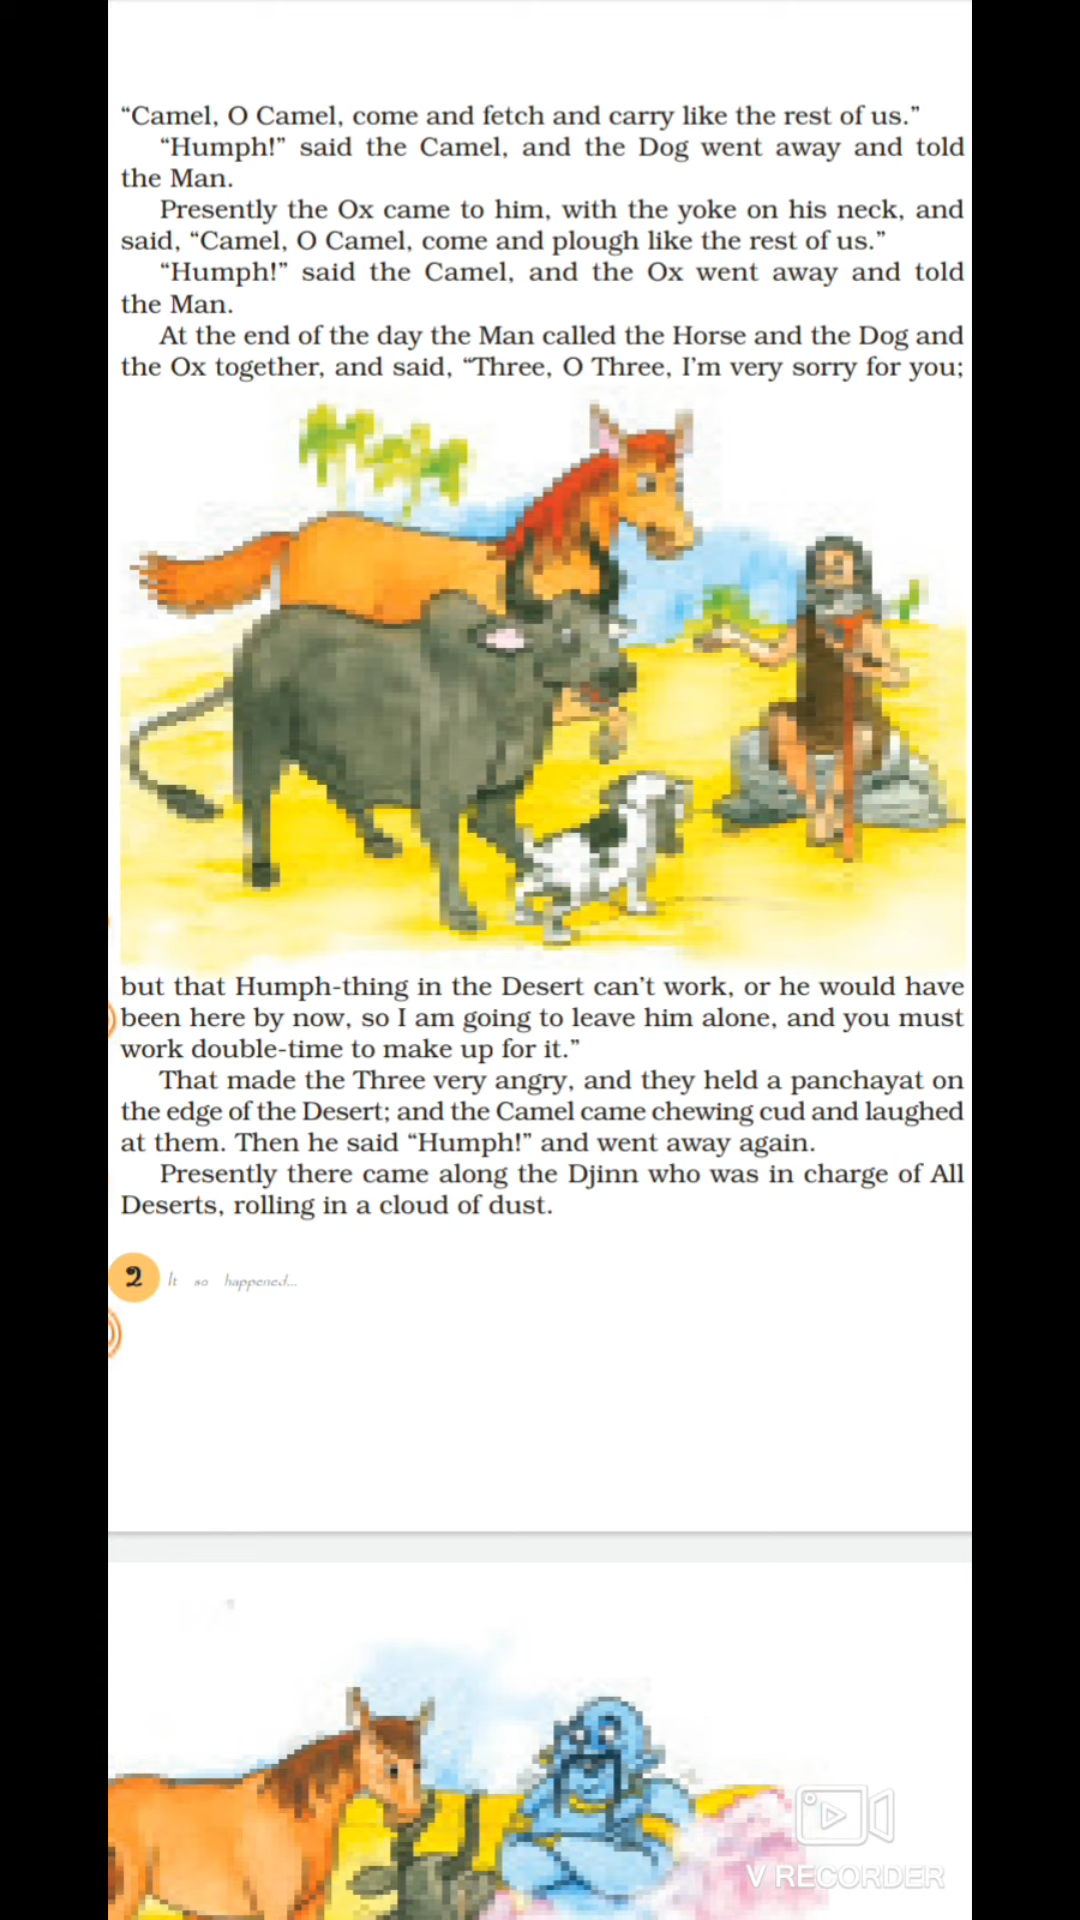 “Camel, O Camel, come and fetch and carry like the rest of us.”
“Humph!” said the Camel, and the Dog went away and told
the Man.
Presently the Ox came to him, with the yoke on his neck, and
said, “Camel, O Camel, come and plough like the rest of us.”
“Humph!” said the Camel, and the Ox went away and told
the Man.
At the end of the day the Man called the Horse and the Dog and
the Ox together, and said, “Three, O Three, I'm very sorry for you;
but that Humph-thing in the Desert can’t work, or he would have
been here by now, so I am going to leave him alone, and you must
work double-time to make up for it.”
That made the Three very angry, and they held a panchayat on
the edge of the Desert; and the Camel came chewing cud and laughed
at them. Then he said “Humph!” and went away again.
Presently there came along the Djinn who was in charge of All
Deserts, rolling in a cloud of dust.
2 It so happened...
V RECORDER